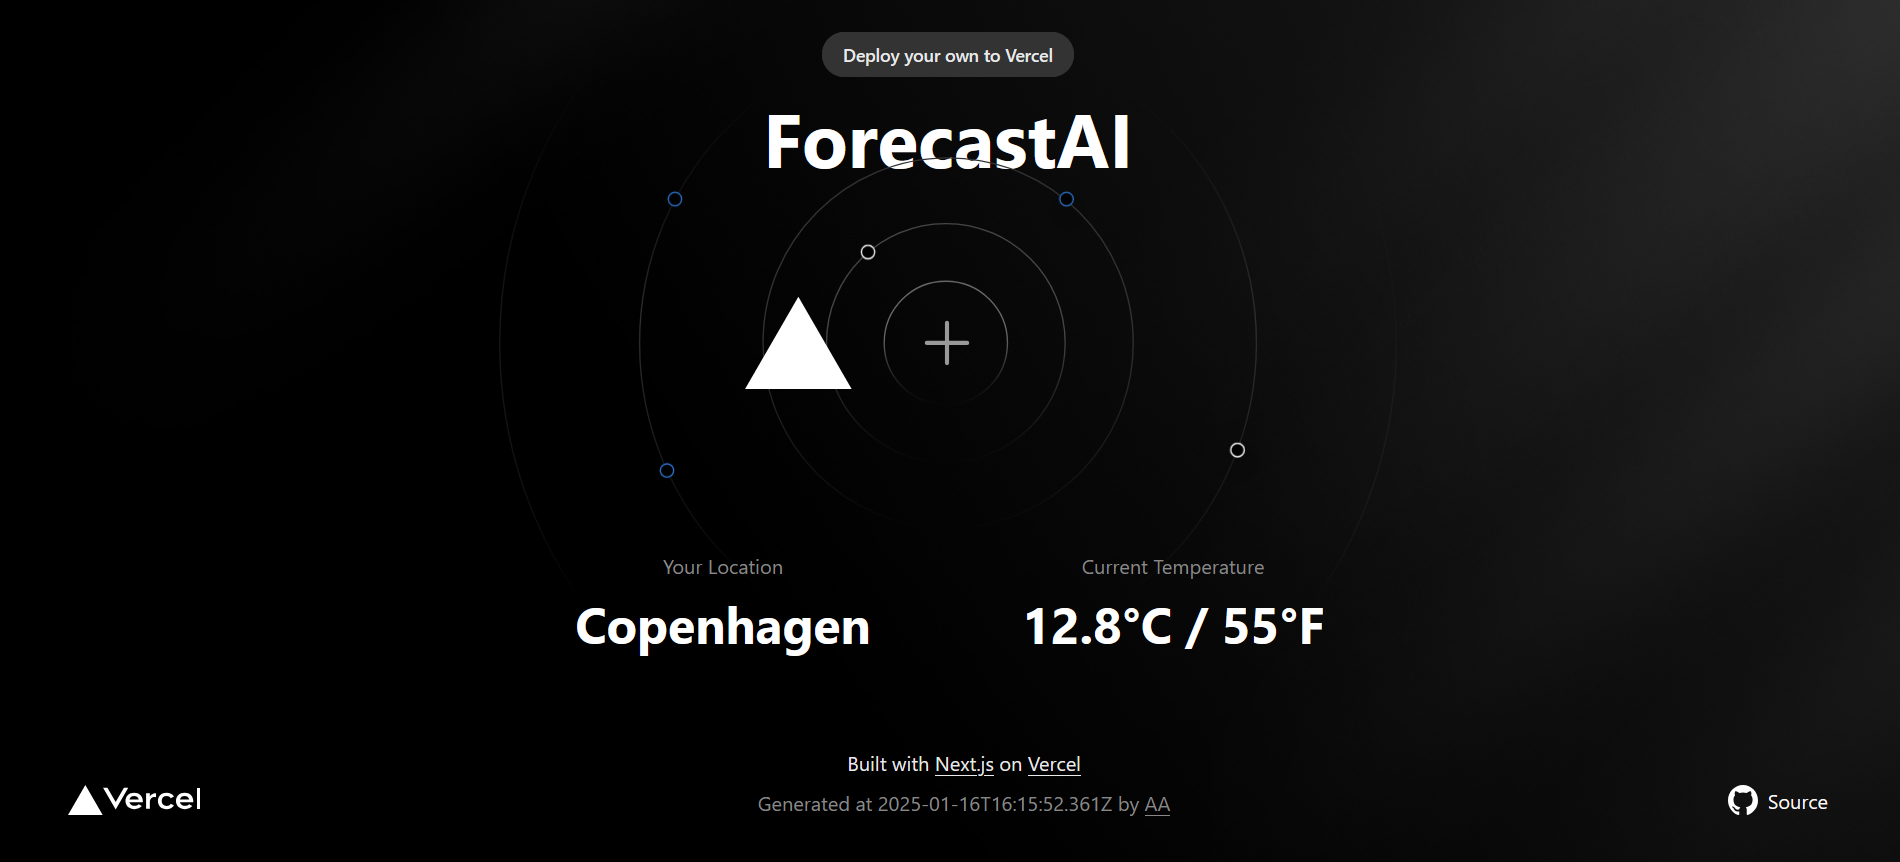 Deploy your own to Vercel
ForecastAI
Your Location
Copenhagen
Current Temperature
12.8°C / 55°F
Built with Next.js on Vercel
Generated at 2025-01-16T16:15:52.361Z by AA
Vercel
Source